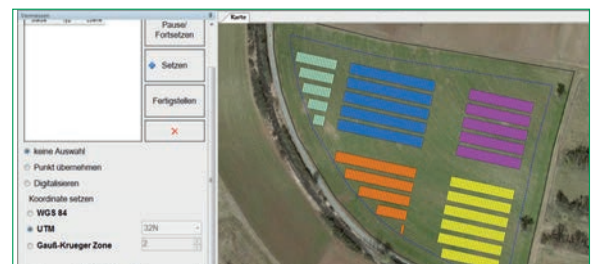 Vermessen
Karte
Pause/
Fortsetzen
Setzen
Fertigstellen
keine Auswahl
Punkt übernehmen
Digitalisieren
Koordinate setzen
WGS 84
UTM
32N
Gauß-Krueger Zone
2